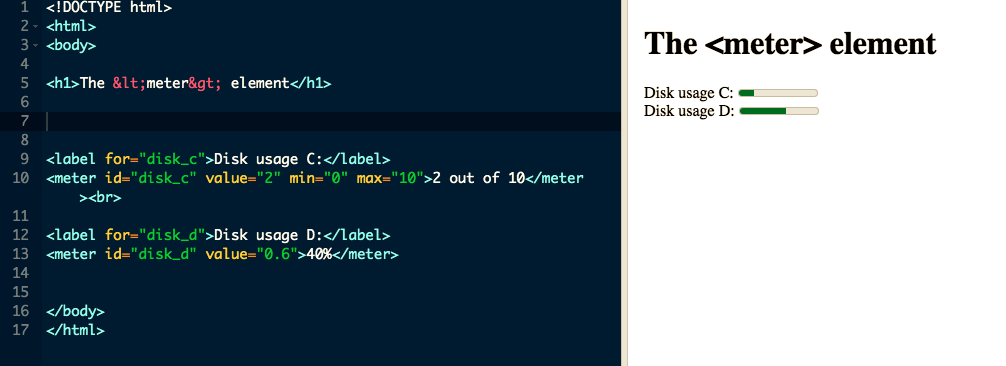 1 <!DOCTYPE html>
2 <html>
3 <body>
4
5 <h1>The &lt;meter&gt; element</h1>
6
7
8
9 <label for="disk_c">Disk usage C:</label>
10 <meter id="disk_c" value="2" min="0" max="10">2 out of 10</meter
><br>
11
12 <label for="disk_d">Disk usage D:</label>
13 <meter id="disk_d" value="0.6">40%</meter>
14
15
16 </body>
17 </html>
The <meter> element
Disk usage C:
Disk usage D: